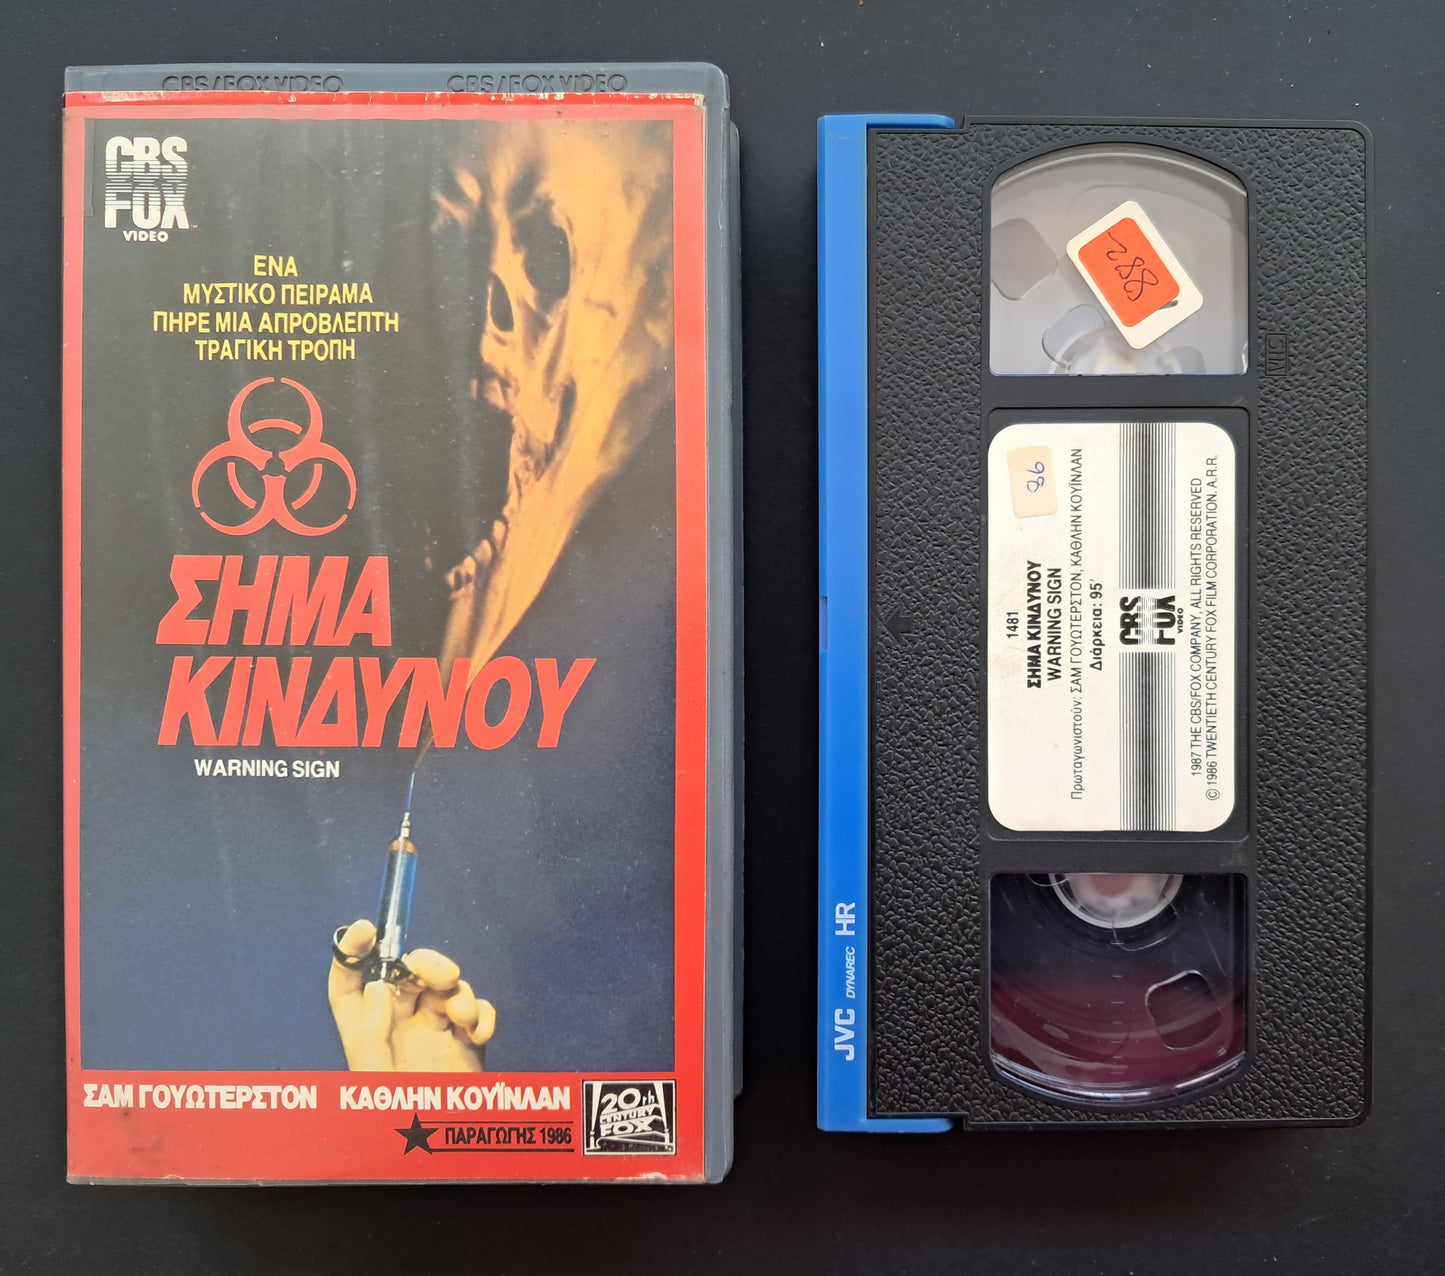 CBS/FOX VIDEO CBS/FOX VIDEO
CBS
FOX
VIDEO
ΕΝΑ
ΜΥΣΤΙΚΟ ΠΕΙΡΑΜΑ
ΠΗΡΕ ΜΙΑ ΑΠΡΟΒΛΕΠΤΗ
ΤΡΑΓΙΚΗ ΤΡΟΠΗ
ΣΗΜΑ
ΚΙΝΔΥΝΟΥ
WARNING SIGN
ΣΑΜ ΓΟΥΩΤΕΡΣΤΟΝ ΚΑΘΛΗΝ ΚΟΥΪΝΛΑΝ
ΠΑΡΑΓΩΓΗΣ 1986
20th
CENTURY
FOX
882
86
1481
ΣΗΜΑ ΚΙΝΔΥΝΟΥ
WARNING SIGN
Πρωταγωνιστούν: ΣΑΜ ΓΟΥΩΤΕΡΣΤΟΝ, ΚΑΘΛΗΝ ΚΟΥΪΝΛΑΝ
Διάρκεια: 95'
CBS
FOX
VIDEO
1987 THE CBS/FOX COMPANY, ALL RIGHTS RESERVED
© 1986 TWENTIETH CENTURY FOX FILM CORPORATION. A.R.R.
JVC DYNAREC HR